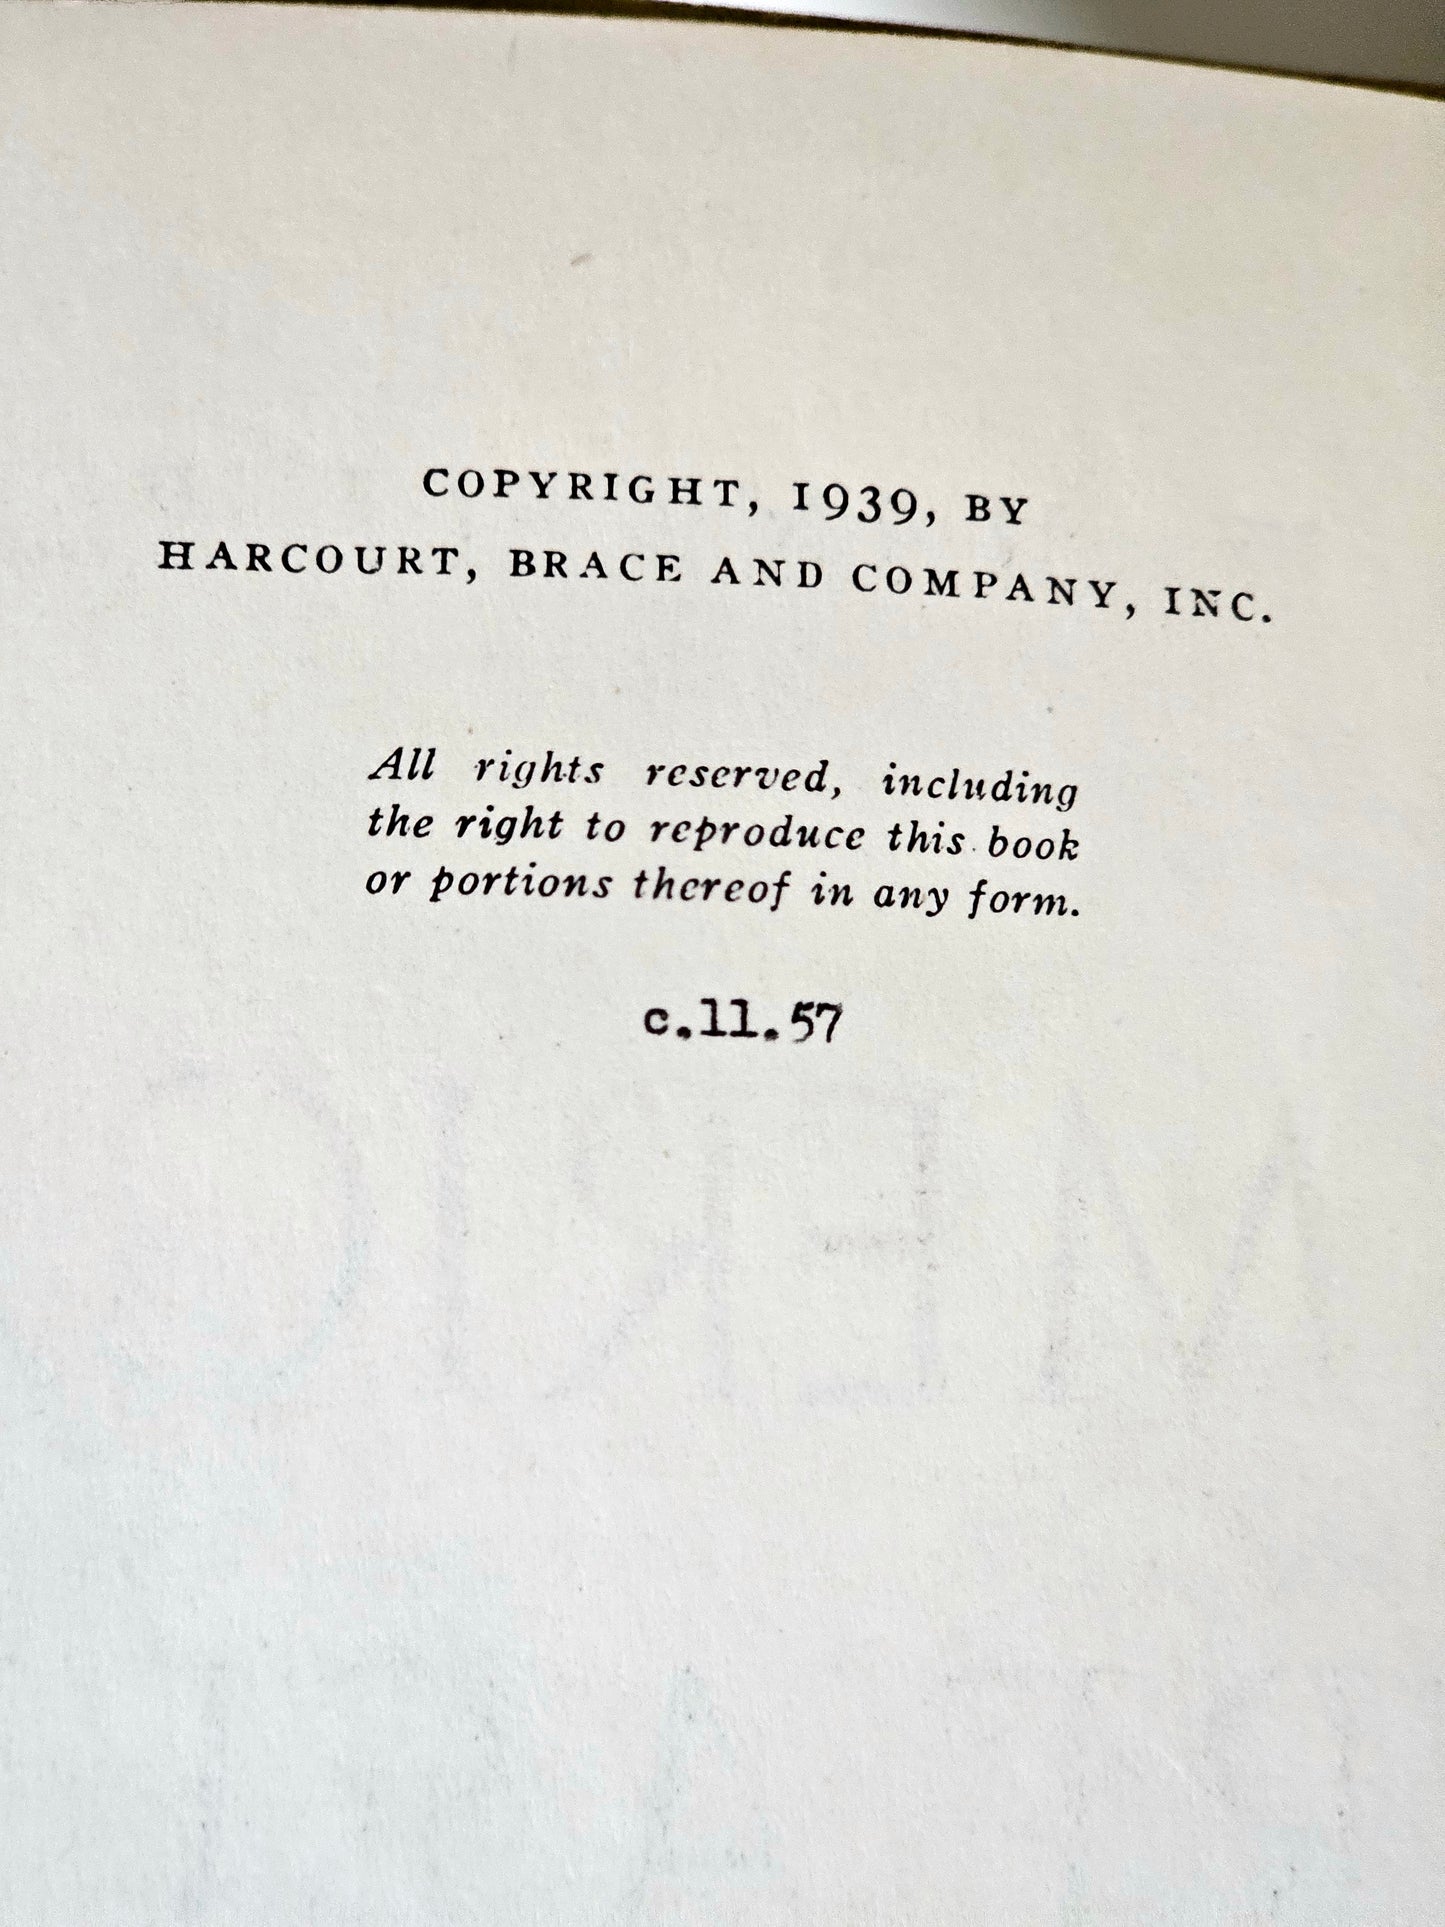 COPYRIGHT, 1939, BY
HARCOURT, BRACE AND COMPANY, INC.
All rights reserved, including
the right to reproduce this book
or portions thereof in any form.
c.11.57